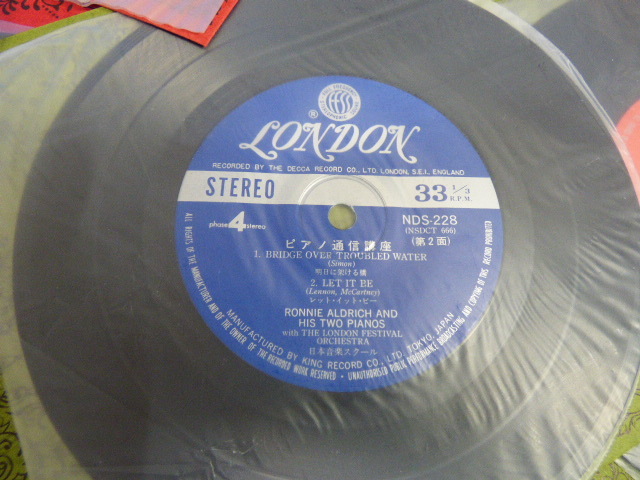 FULL FREQUENCY
ffss
®
LONDON
RECORDED BY THE DECCA RECORD CO., LTD. LONDON, S.E.I., ENGLAND
STEREO
33 1/3
R.P.M.
phase 4 stereo
NDS-228
(NSDCT 666)
ピアノ通信講座 (第2面)
1. BRIDGE OVER TROUBLED WATER
(Simon)
明日に架ける橋
2. LET IT BE
(Lennon, McCartney)
レット・イット・ビー
RONNIE ALDRICH AND
HIS TWO PIANOS
with THE LONDON FESTIVAL
ORCHESTRA
日本音楽スクール
MANUFACTURED BY KING RECORD CO., LTD. TOKYO, JAPAN
ALL RIGHTS OF THE MANUFACTURER AND OF THE OWNER OF THE RECORDED WORK RESERVED - UNAUTHORISED PUBLIC PERFORMANCE BROADCASTING AND COPYING OF THIS RECORD PROHIBITED